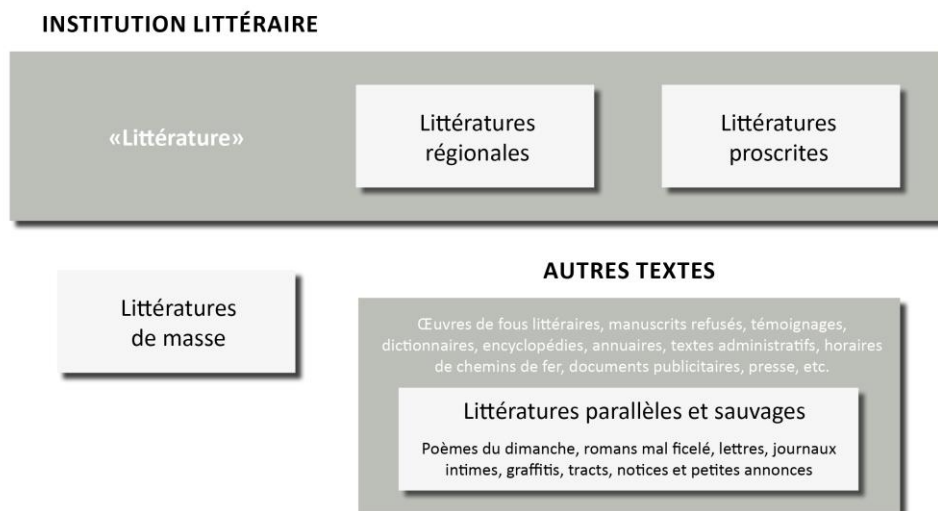 INSTITUTION LITTÉRAIRE
«Littérature»
Littératures
régionales
Littératures
proscrites
Littératures
de masse
AUTRES TEXTES
Œuvres de fous littéraires, manuscrits refusés, témoignages,
dictionnaires, encyclopédies, annuaires, textes administratifs, horaires
de chemins de fer, documents publicitaires, presse, etc.
Littératures parallèles et sauvages
Poèmes du dimanche, romans mal ficelé, lettres, journaux
intimes, graffitis, tracts, notices et petites annonces